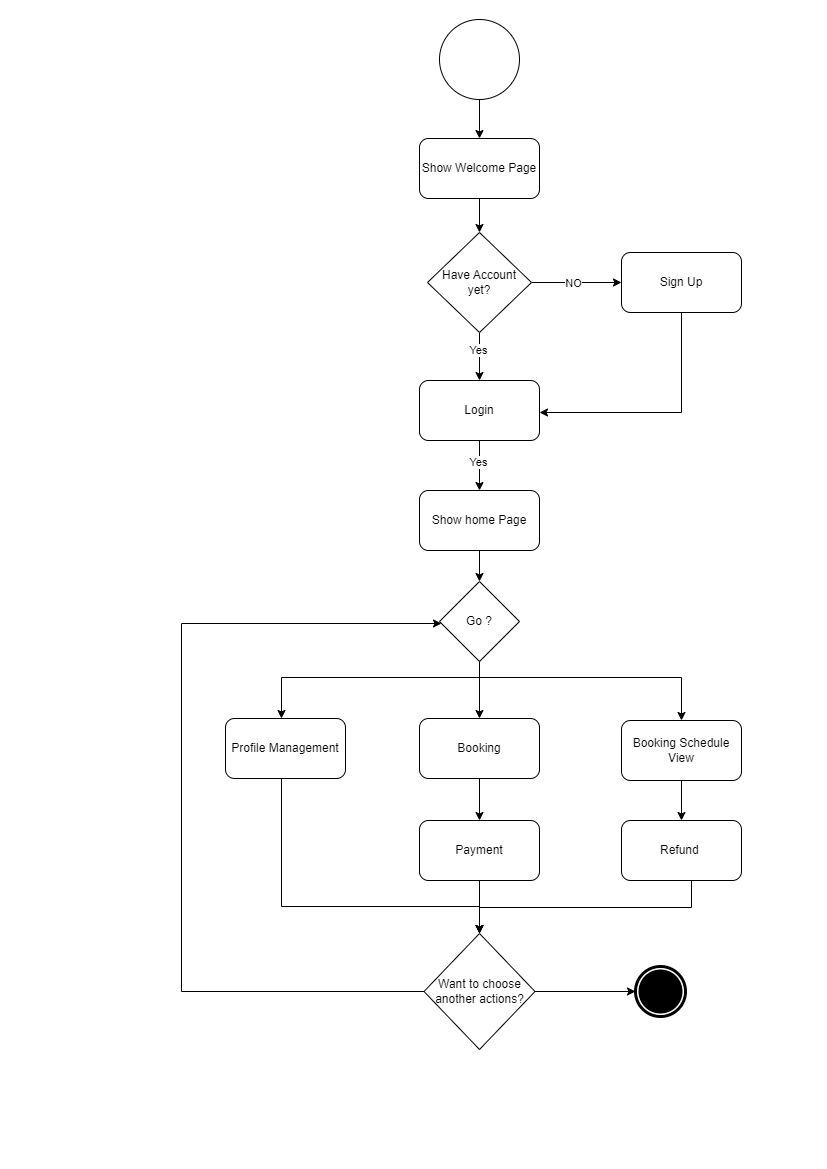 Show Welcome Page
Have Account
yet?
NO
Sign Up
Yes
Login
Yes
Show home Page
Go ?
Profile Management
Booking
Booking Schedule
View
Payment
Refund
Want to choose
another actions?